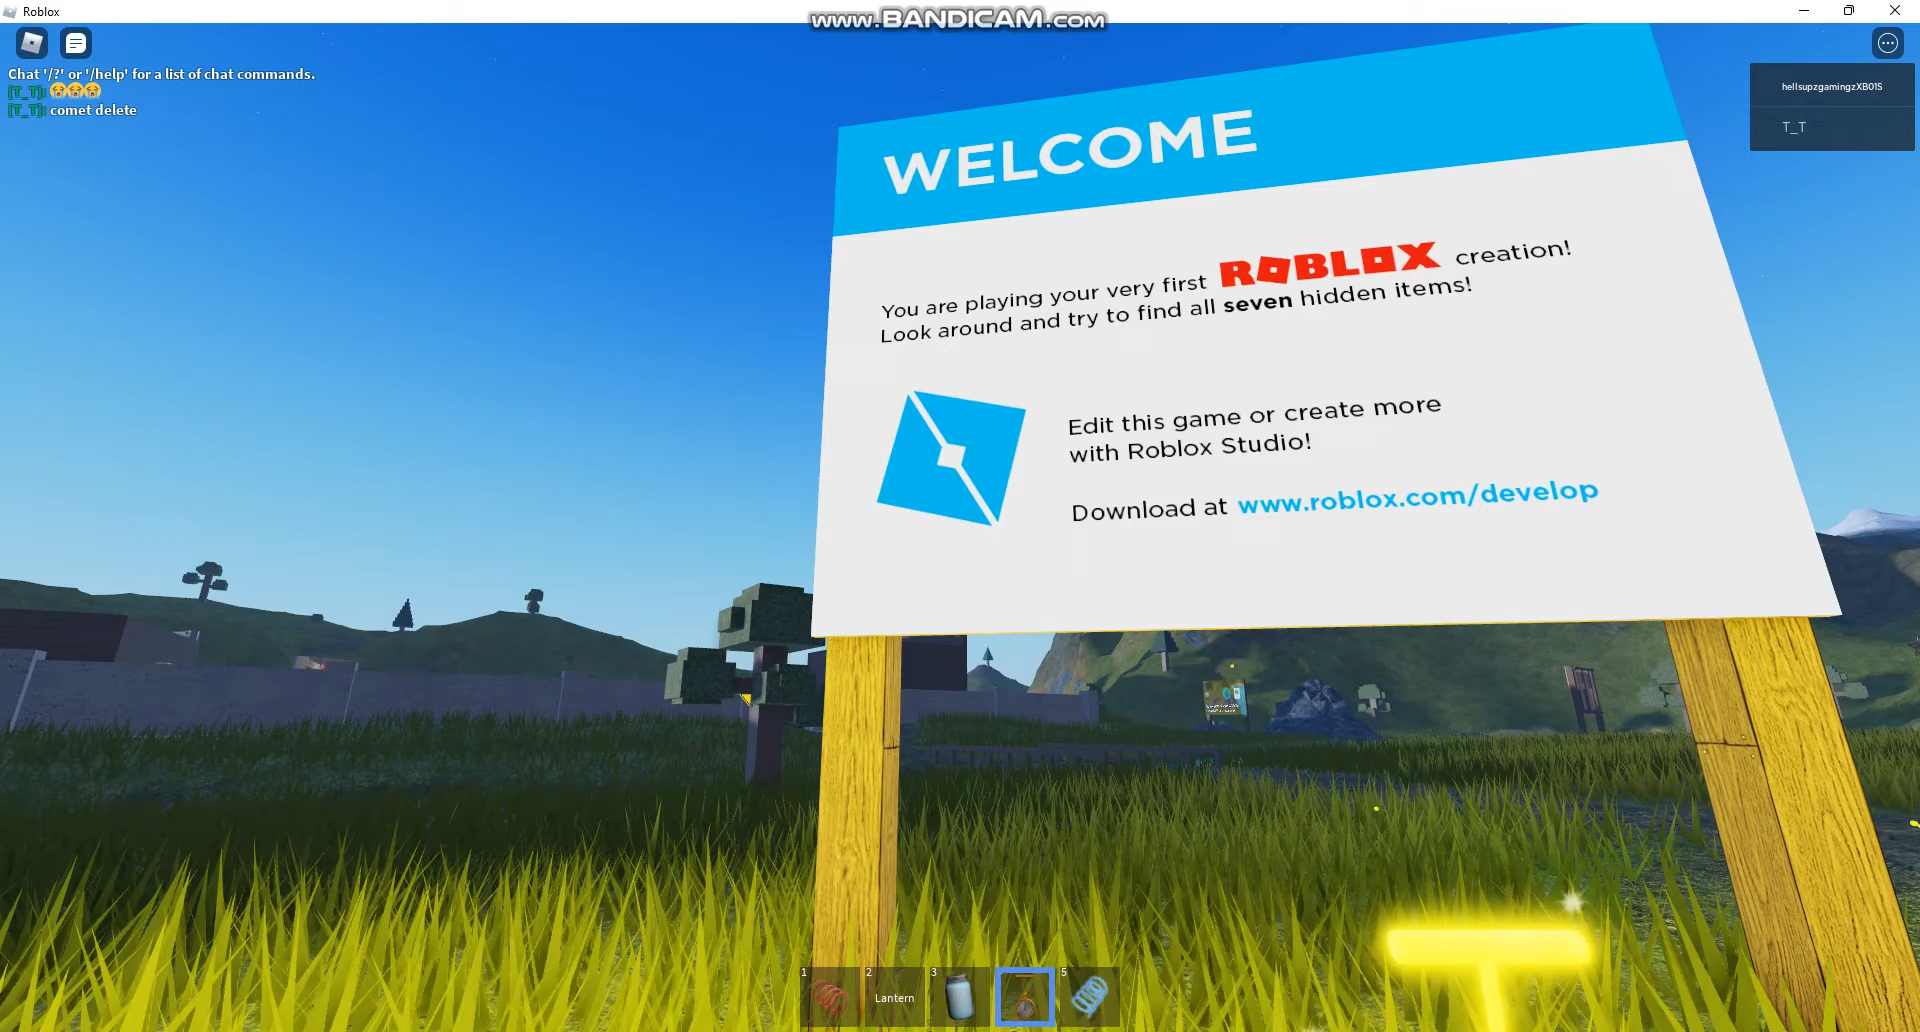 Roblox
www.BANDICAM.com
Chat '/?' or '/help' for a list of chat commands.
[T_T]: 😭😭😭
[T_T]: comet delete
hellsupzgamingzXB01S
T_T
WELCOME
You are playing your very first ROBLOX creation!
Look around and try to find all seven hidden items!
Edit this game or create more
with Roblox Studio!
Download at www.roblox.com/develop
1
2
Lantern
3
5